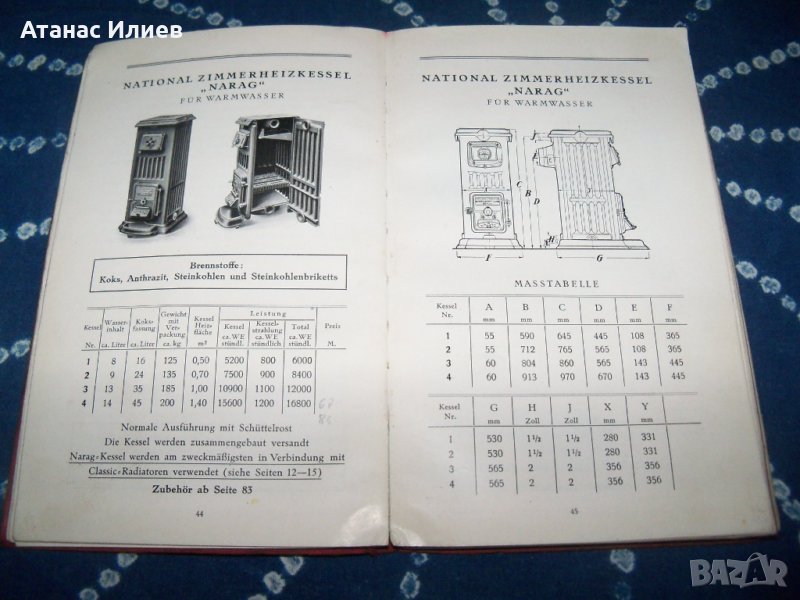 Атанас Илиев
NATIONAL ZIMMERHEIZKESSEL
„NARAG“
FÜR WARMWASSER
Brennstoffe:
Koks, Anthrazit, Steinkohlen und Steinkohlenbriketts
Kessel Nr. | Wasserinhalt ca. Liter | Koksfassung ca. Liter | Gewicht mit Verpackung ca. kg | Kessel Heizfläche m² | Leistung | Kessel ca. WE stündl. | Kesselstrahlung ca. WE stündlich | Total ca. WE stündl. | Preis M.
1 8 16 125 0,50 5200 800 6000
2 9 24 135 0,70 7500 900 8400
3 13 35 185 1,00 10900 1100 12000
4 14 45 200 1,40 15600 1200 16800
Normale Ausführung mit Schüttelrost
Die Kessel werden zusammengebaut versandt
Narag-Kessel werden am zweckmäßigsten in Verbindung mit
Classic-Radiatoren verwendet (siehe Seiten 12—15)
Zubehör ab Seite 83
44
NATIONAL ZIMMERHEIZKESSEL
„NARAG“
FÜR WARMWASSER
J
E
C
B
D
H
F
G
MASSTABELLE
Kessel Nr. | A mm | B mm | C mm | D mm | E mm | F mm
1 55 590 645 445 108 365
2 55 712 765 565 108 365
3 60 804 860 565 143 445
4 60 913 970 670 143 445
Kessel Nr. | G mm | H Zoll | J Zoll | X mm | Y mm
1 530 1½ 1½ 280 331
2 530 1½ 1½ 280 331
3 565 2 2 356 356
4 565 2 2 356 356
45
BAZAR